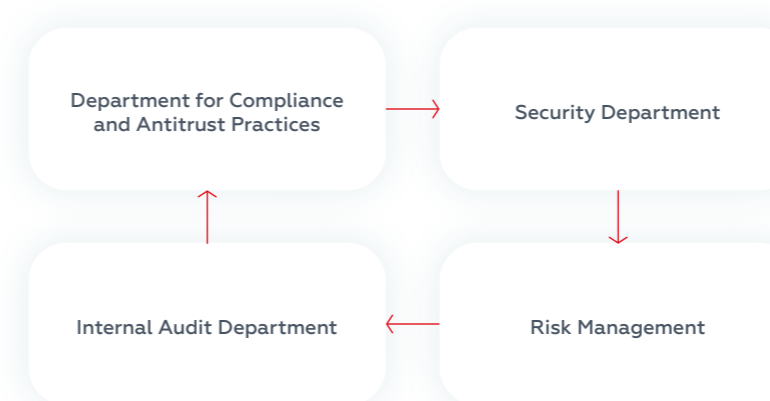 Department for Compliance
and Antitrust Practices
Security Department
Internal Audit Department
Risk Management